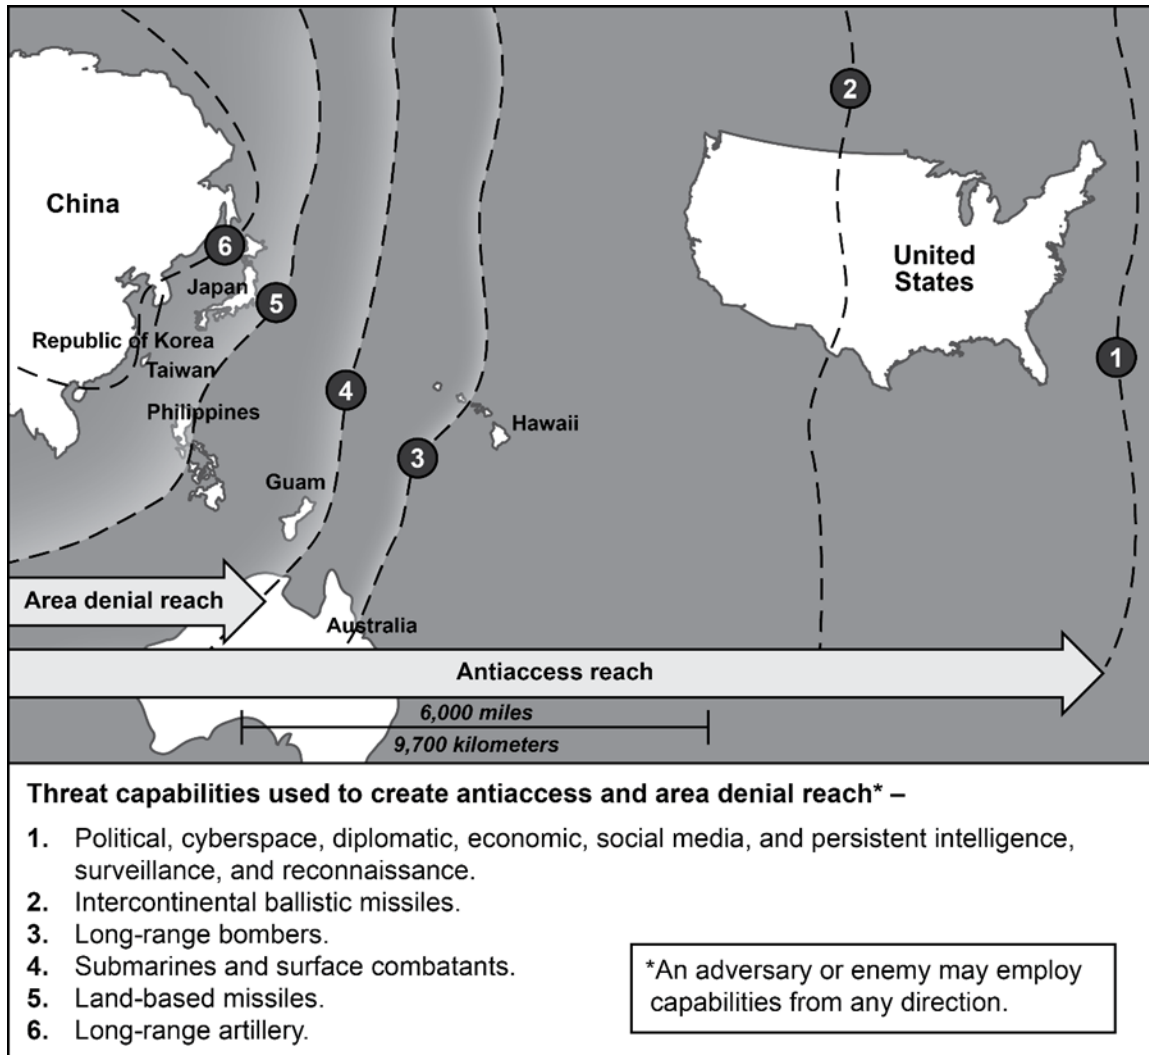 2
China
United
States
6
Japan
5
Republic of Korea
1
Taiwan
4
Philippines
Hawaii
3
Guam
Area denial reach
Australia
Antiaccess reach
6,000 miles
9,700 kilometers
Threat capabilities used to create antiaccess and area denial reach* –
1. Political, cyberspace, diplomatic, economic, social media, and persistent intelligence,
surveillance, and reconnaissance.
2. Intercontinental ballistic missiles.
3. Long-range bombers.
4. Submarines and surface combatants.
5. Land-based missiles.
6. Long-range artillery.
*An adversary or enemy may employ
capabilities from any direction.